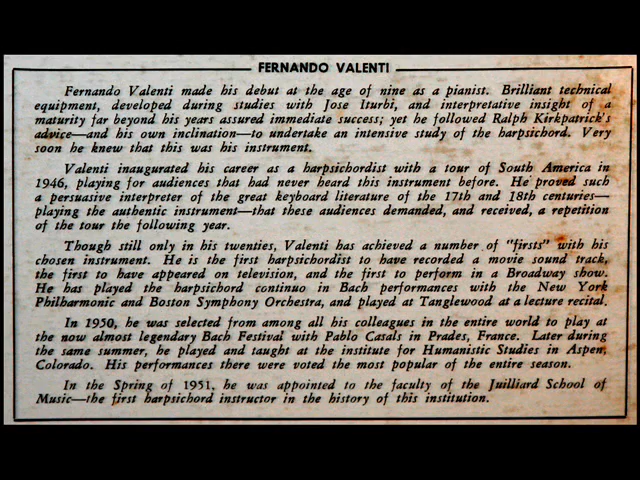 FERNANDO VALENTI
Fernando Valenti made his debut at the age of nine as a pianist. Brilliant technical
equipment, developed during studies with Jose Iturbi, and interpretative insight of a
maturity far beyond his years assured immediate success; yet he followed Ralph Kirkpatrick's
advice—and his own inclination—to undertake an intensive study of the harpsichord. Very
soon he knew that this was his instrument.
Valenti inaugurated his career as a harpsichordist with a tour of South America in
1946, playing for audiences that had never heard this instrument before. He proved such
a persuasive interpreter of the great keyboard literature of the 17th and 18th centuries—
playing the authentic instrument—that these audiences demanded, and received, a repetition
of the tour the following year.
Though still only in his twenties, Valenti has achieved a number of "firsts" with his
chosen instrument. He is the first harpsichordist to have recorded a movie sound track,
the first to have appeared on television, and the first to perform in a Broadway show.
He has played the harpsichord continuo in Bach performances with the New York
Philharmonic and Boston Symphony Orchestra, and played at Tanglewood at a lecture recital.
In 1950, he was selected from among all his colleagues in the entire world to play at
the now almost legendary Bach Festival with Pablo Casals in Prades, France. Later during
the same summer, he played and taught at the institute for Humanistic Studies in Aspen,
Colorado. His performances there were voted the most popular of the entire season.
In the Spring of 1951, he was appointed to the faculty of the Juilliard School of
Music—the first harpsichord instructor in the history of this institution.